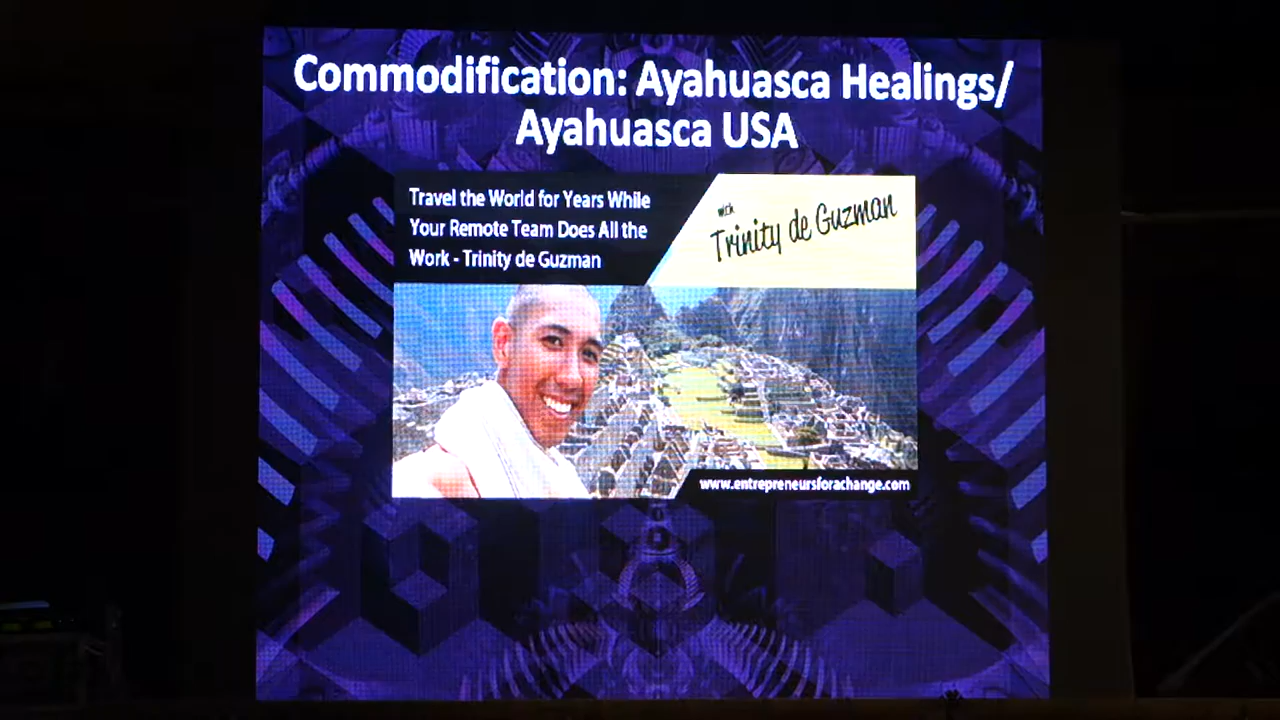 Commodification: Ayahuasca Healings/
Ayahuasca USA
Travel the World for Years While
Your Remote Team Does All the
Work - Trinity de Guzman
with
Trinity de Guzman
www.entrepreneursforachange.com